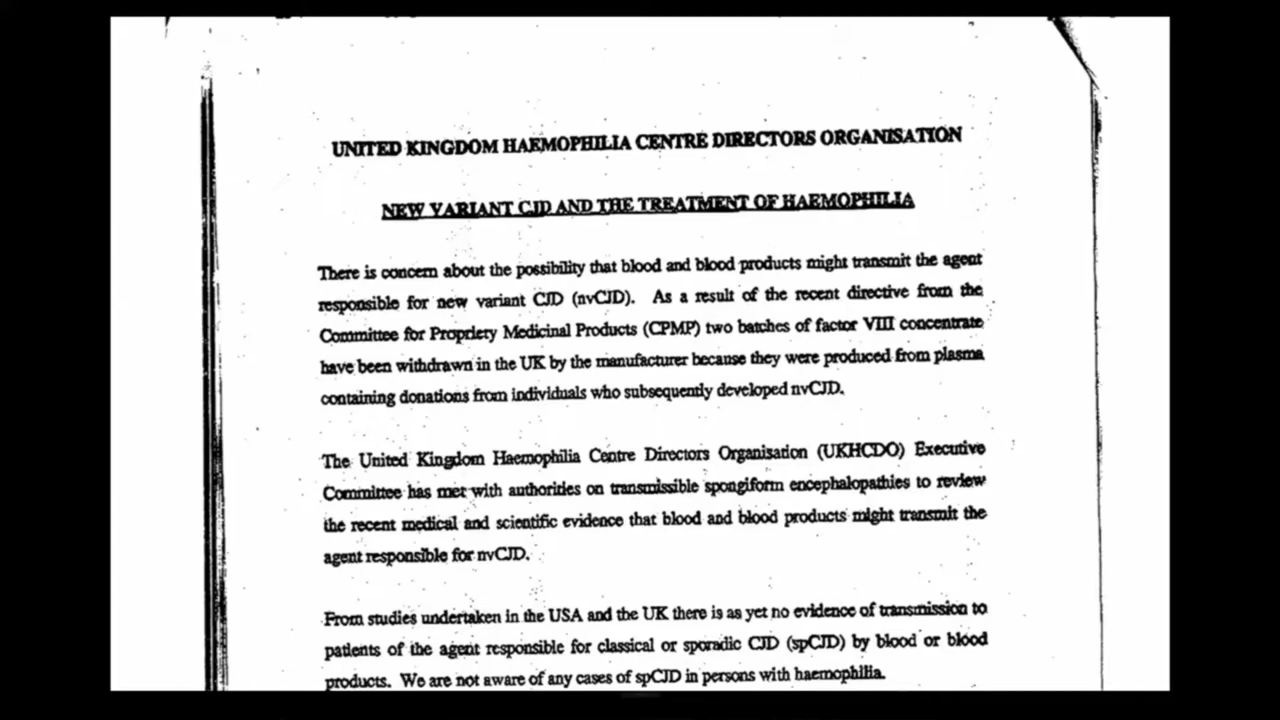 UNITED KINGDOM HAEMOPHILIA CENTRE DIRECTORS ORGANISATION
NEW VARIANT CJD AND THE TREATMENT OF HAEMOPHILIA
There is concern about the possibility that blood and blood products might transmit the agent
responsible for new variant CJD (nvCJD). As a result of the recent directive from the
Committee for Propriety Medicinal Products (CPMP) two batches of factor VIII concentrate
have been withdrawn in the UK by the manufacturer because they were produced from plasma
containing donations from individuals who subsequently developed nvCJD.
The United Kingdom Haemophilia Centre Directors Organisation (UKHCDO) Executive
Committee has met with authorities on transmissible spongiform encephalopathies to review
the recent medical and scientific evidence that blood and blood products might transmit the
agent responsible for nvCJD.
From studies undertaken in the USA and the UK there is as yet no evidence of transmission to
patients of the agent responsible for classical or sporadic CJD (spCJD) by blood or blood
products. We are not aware of any cases of spCJD in persons with haemophilia.